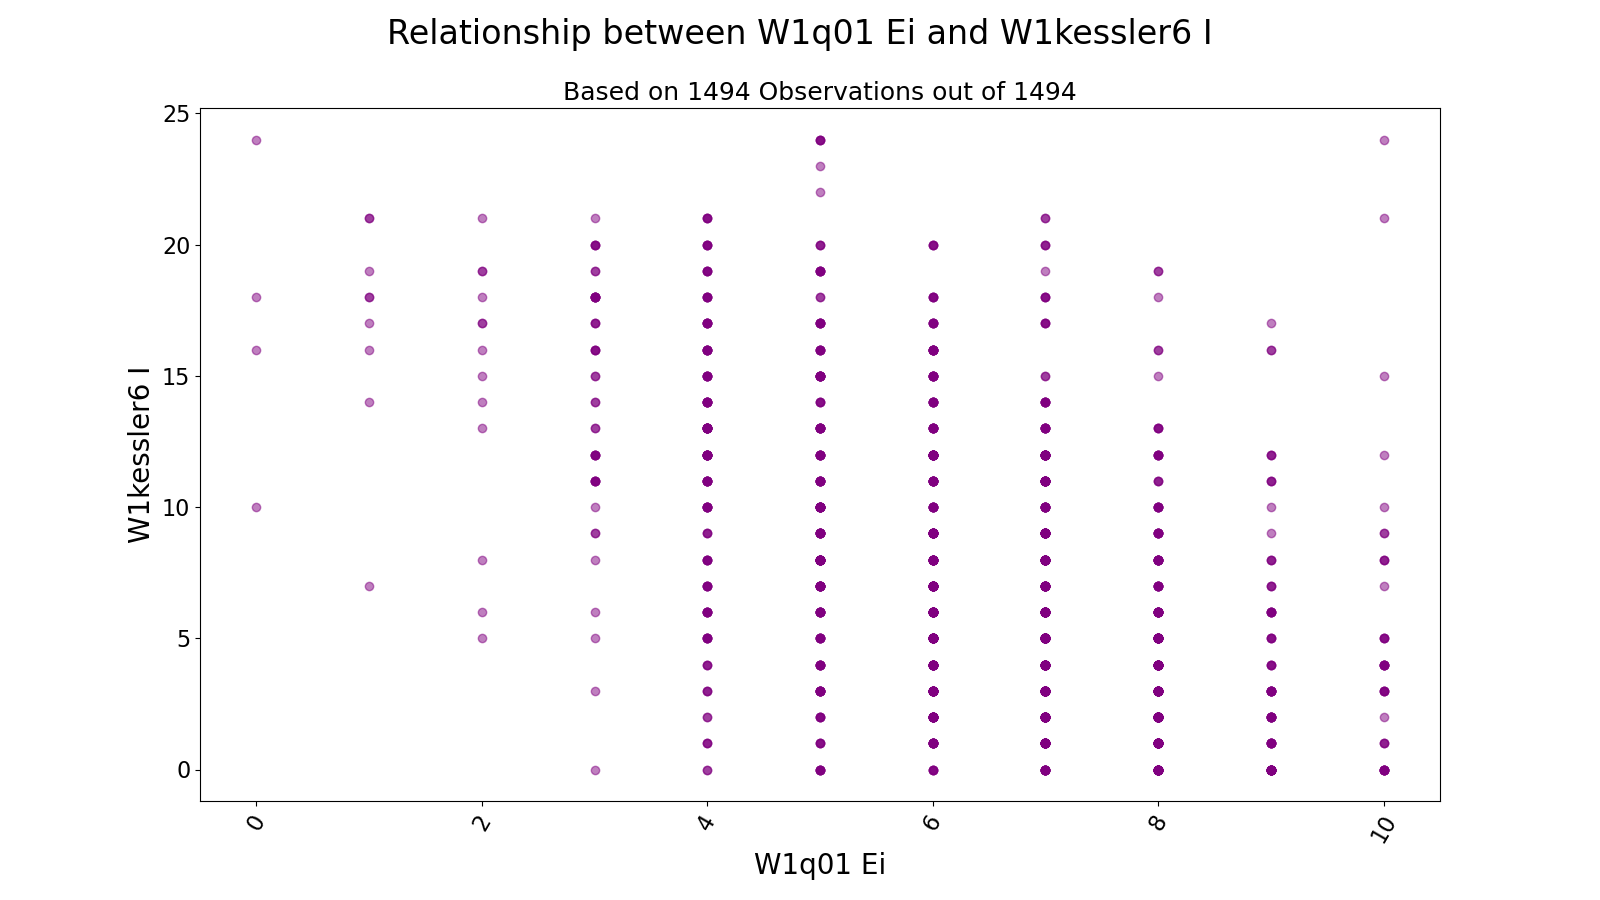 Relationship between W1q01 Ei and W1kessler6 I
Based on 1494 Observations out of 1494
25
20
15
10
5
0
W1kessler6 I
0 2 4 6 8 10
W1q01 Ei